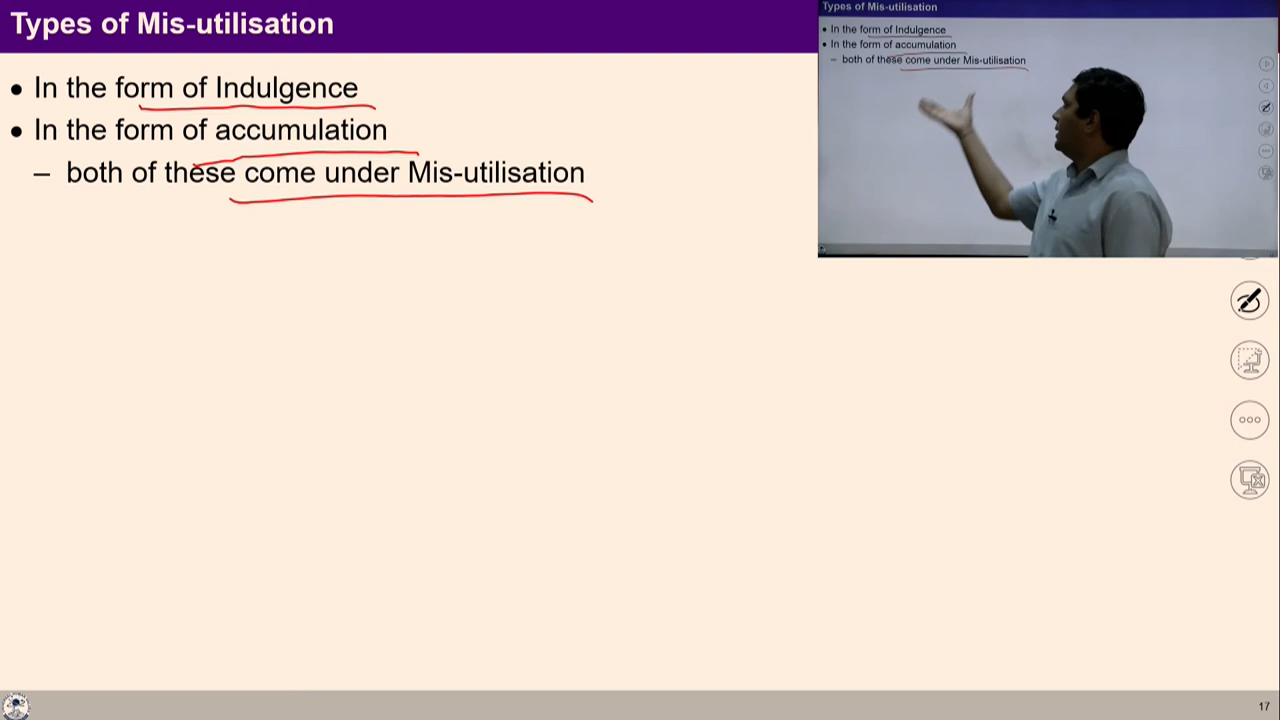 Types of Mis-utilisation
• In the form of Indulgence
• In the form of accumulation
– both of these come under Mis-utilisation
Types of Mis-utilisation
• In the form of Indulgence
• In the form of accumulation
– both of these come under Mis-utilisation
17